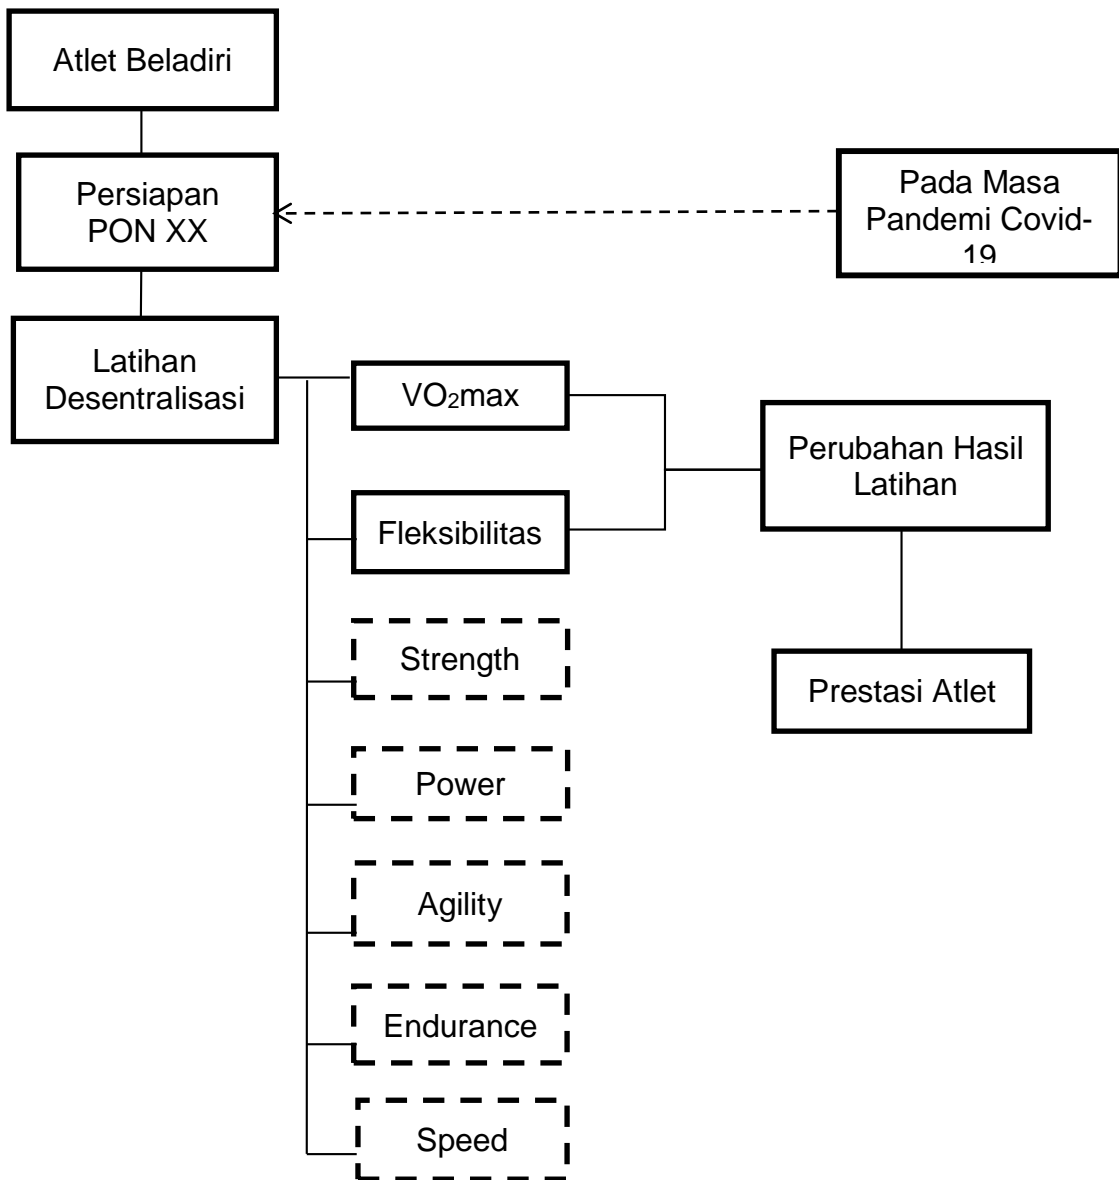 Atlet Beladiri
Persiapan
PON XX
Pada Masa
Pandemi Covid-
19
Latihan
Desentralisasi
VO₂max
Perubahan Hasil
Latihan
Fleksibilitas
Strength
Prestasi Atlet
Power
Agility
Endurance
Speed